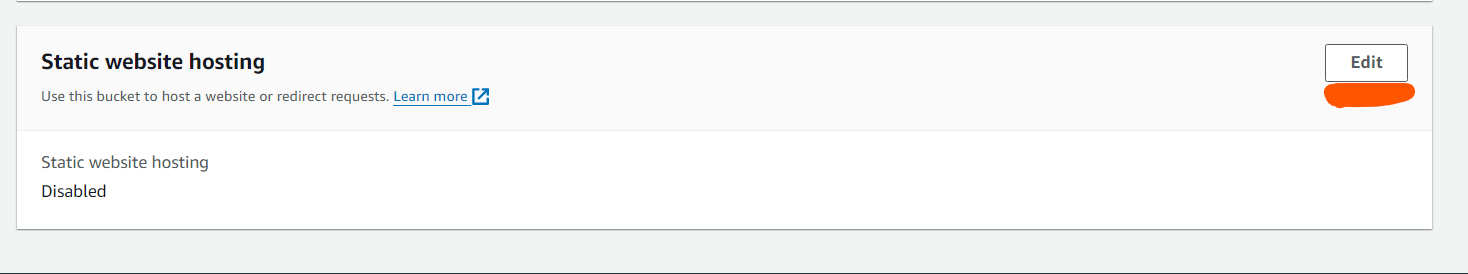 Static website hosting
Edit
Use this bucket to host a website or redirect requests. Learn more
Static website hosting
Disabled